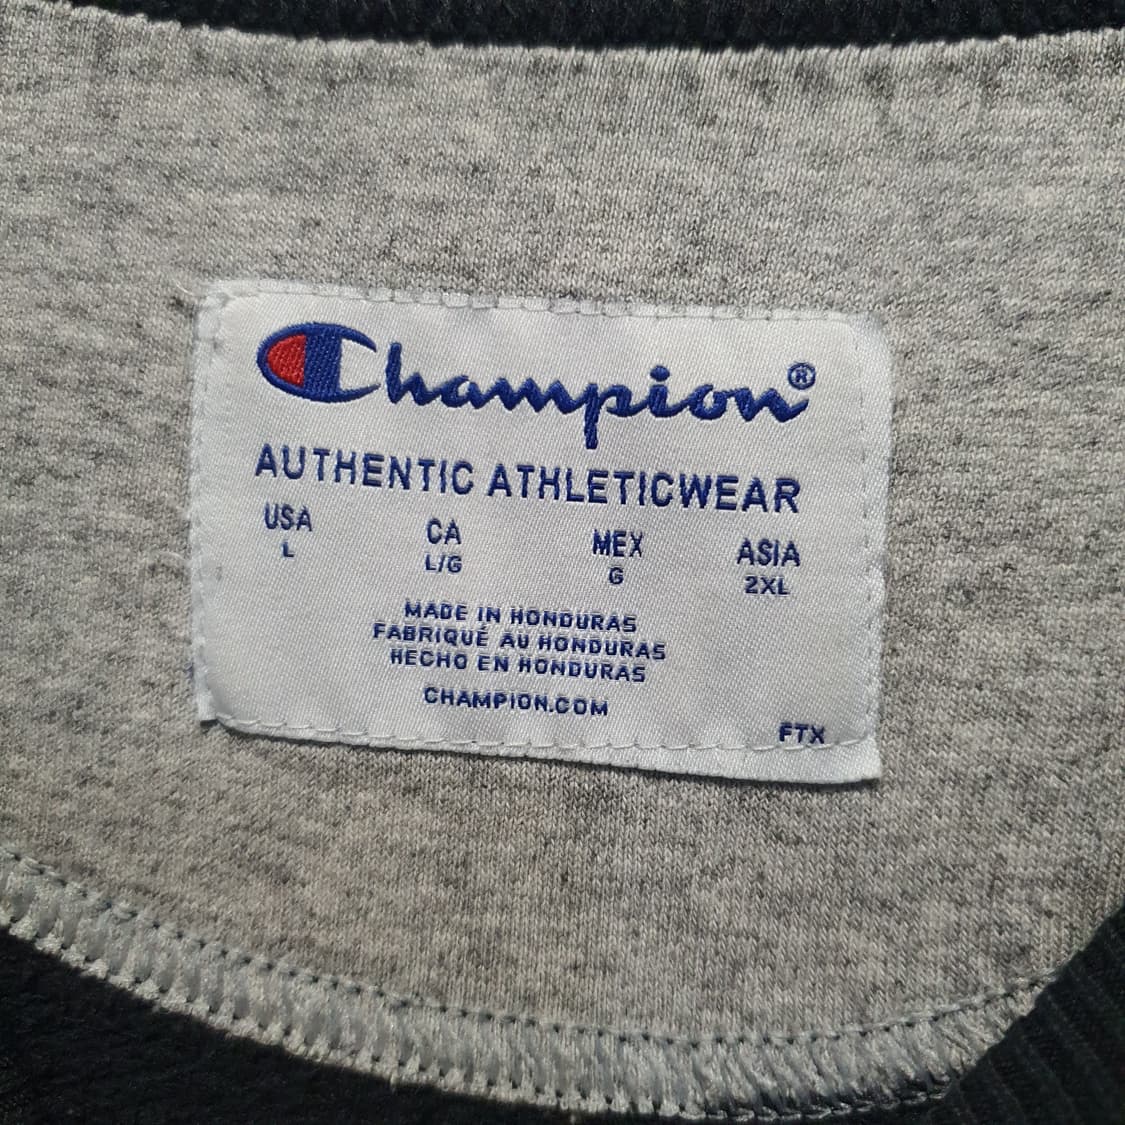 Champion®
AUTHENTIC ATHLETICWEAR
USA CA MEX ASIA
L L/G G 2XL
MADE IN HONDURAS
FABRIQUÉ AU HONDURAS
HECHO EN HONDURAS
CHAMPION.COM
FTX